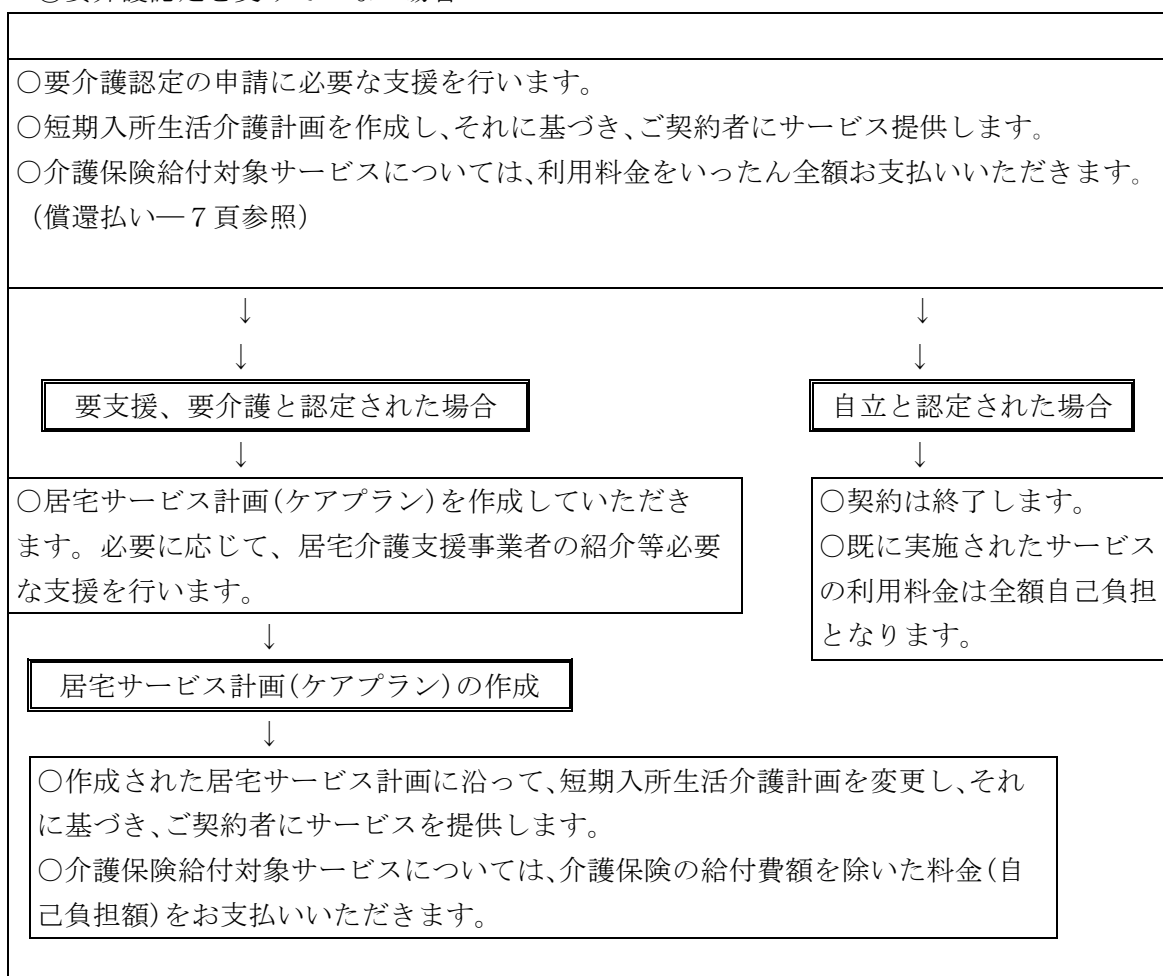 ○要介護認定の申請に必要な支援を行います。
○短期入所生活介護計画を作成し、それに基づき、ご契約者にサービス提供します。
○介護保険給付対象サービスについては、利用料金をいったん全額お支払いいただきます。
(償還払い―7頁参照)
↓ ↓
↓ ↓
要支援、要介護と認定された場合
自立と認定された場合
↓ ↓
○居宅サービス計画(ケアプラン)を作成していただき
ます。必要に応じて、居宅介護支援事業者の紹介等必要
な支援を行います。
○契約は終了します。
○既に実施されたサービス
の利用料金は全額自己負担
となります。
↓
居宅サービス計画(ケアプラン)の作成
↓
○作成された居宅サービス計画に沿って、短期入所生活介護計画を変更し、それ
に基づき、ご契約者にサービスを提供します。
○介護保険給付対象サービスについては、介護保険の給付費額を除いた料金(自
己負担額)をお支払いいただきます。